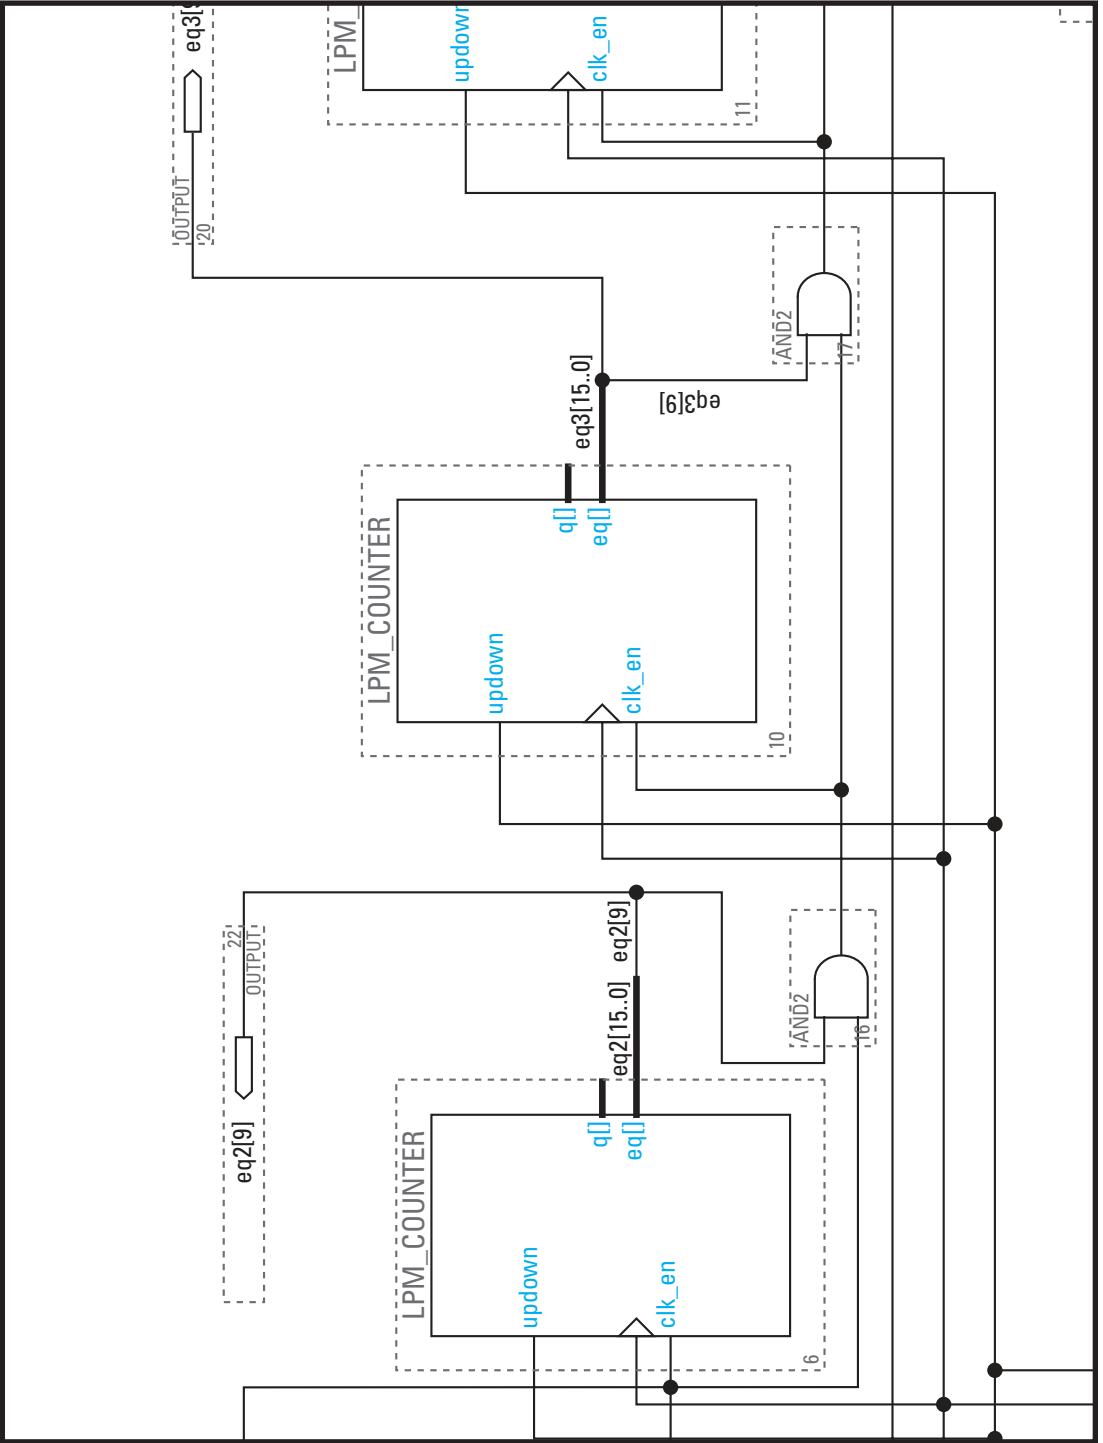 eq3[9
OUTPUT
20
LPM_
updown
clk_en
11
AND2
17
eq3[15..0]
eq3[9]
LPM_COUNTER
q[]
eq[]
updown
clk_en
10
22
OUTPUT
eq2[9]
eq2[9]
eq2[15..0]
AND2
16
LPM_COUNTER
q[]
eq[]
updown
clk_en
6